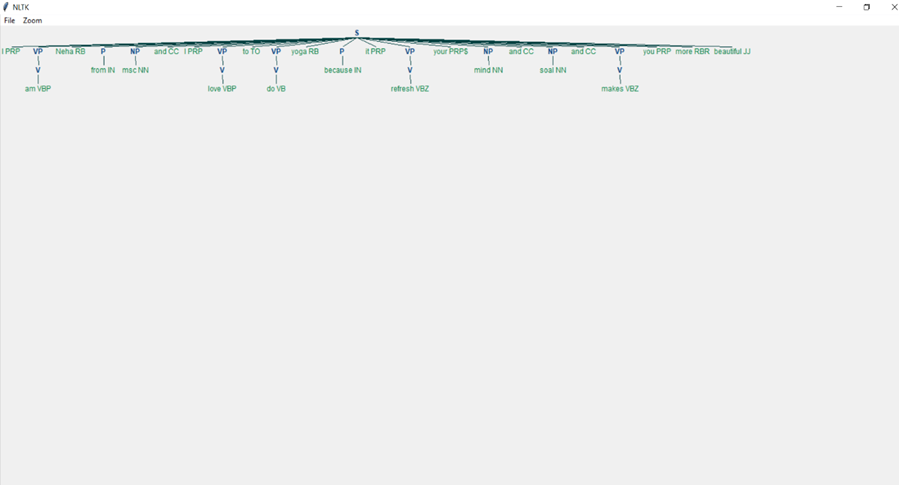 NLTK
File Zoom
S
I PRP VP Neha RB P NP and CC I PRP VP to TO VP yoga RB P it PRP VP your PRP$ NP and CC NP and CC VP you PRP more RBR beautiful JJ
V from IN msc NN V V because IN V mind NN soal NN V
am VBP love VBP do VB refresh VBZ makes VBZ